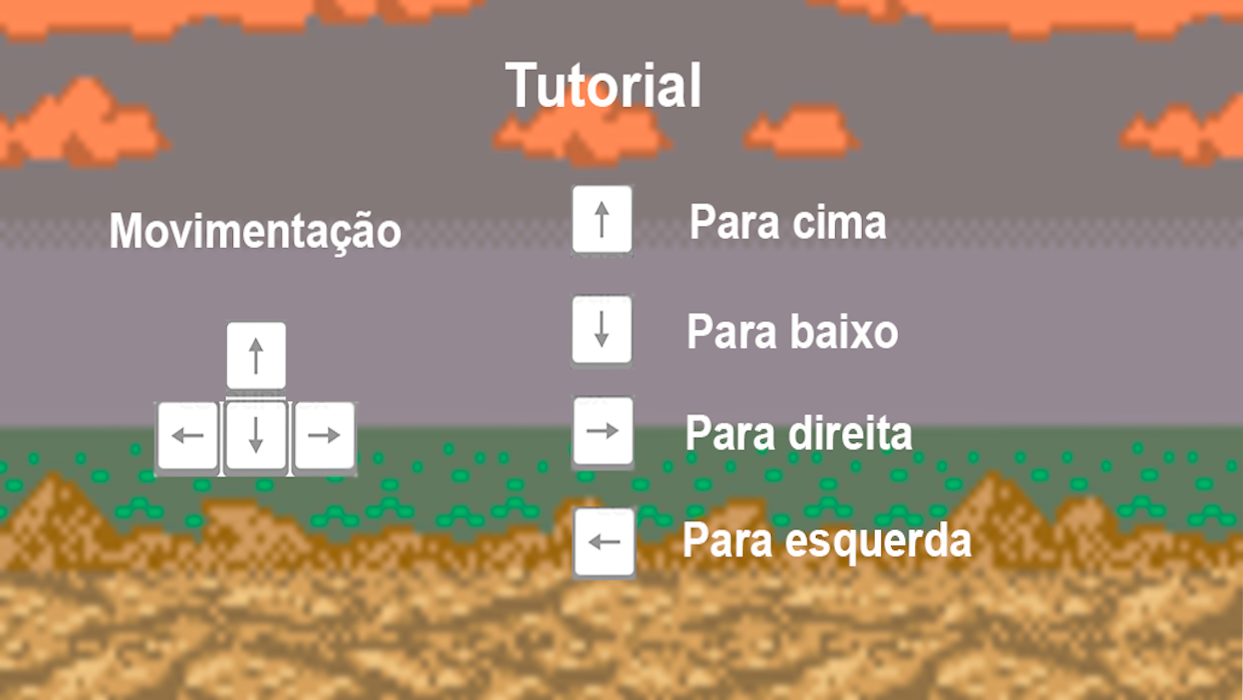 Tutorial
Movimentação
↑ Para cima
↓ Para baixo
→ Para direita
← Para esquerda
↑
← ↓ →